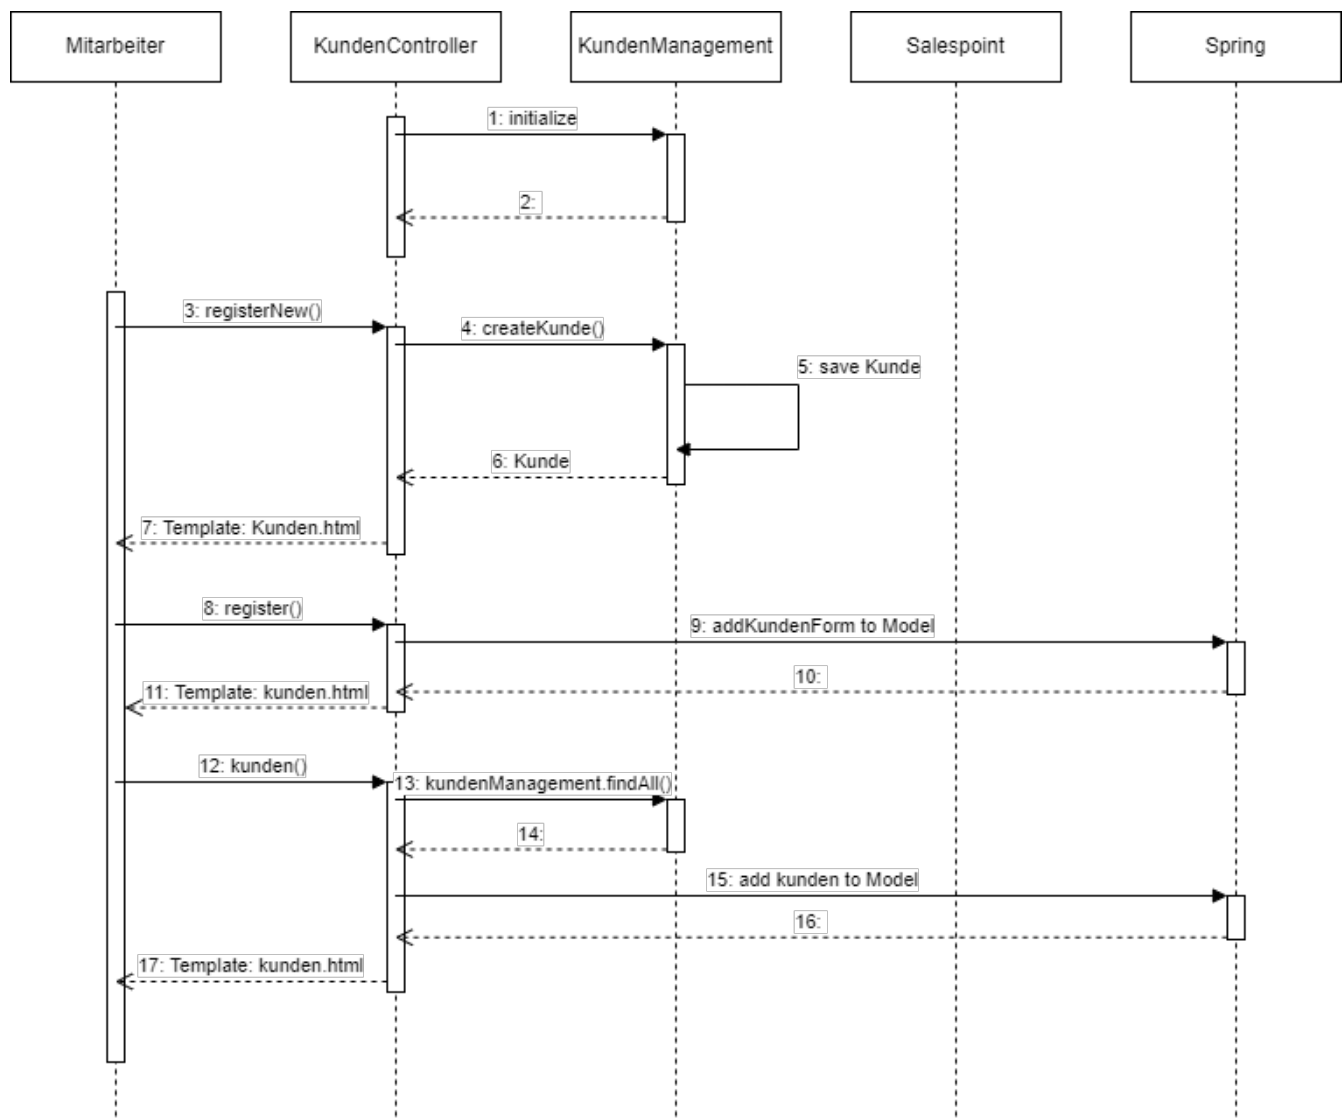 Mitarbeiter
KundenController
KundenManagement
Salespoint
Spring
1: initialize
2:
3: registerNew()
4: createKunde()
5: save Kunde
6: Kunde
7: Template: Kunden.html
8: register()
9: addKundenForm to Model
10:
11: Template: kunden.html
12: kunden()
13: kundenManagement.findAll()
14:
15: add kunden to Model
16:
17: Template: kunden.html